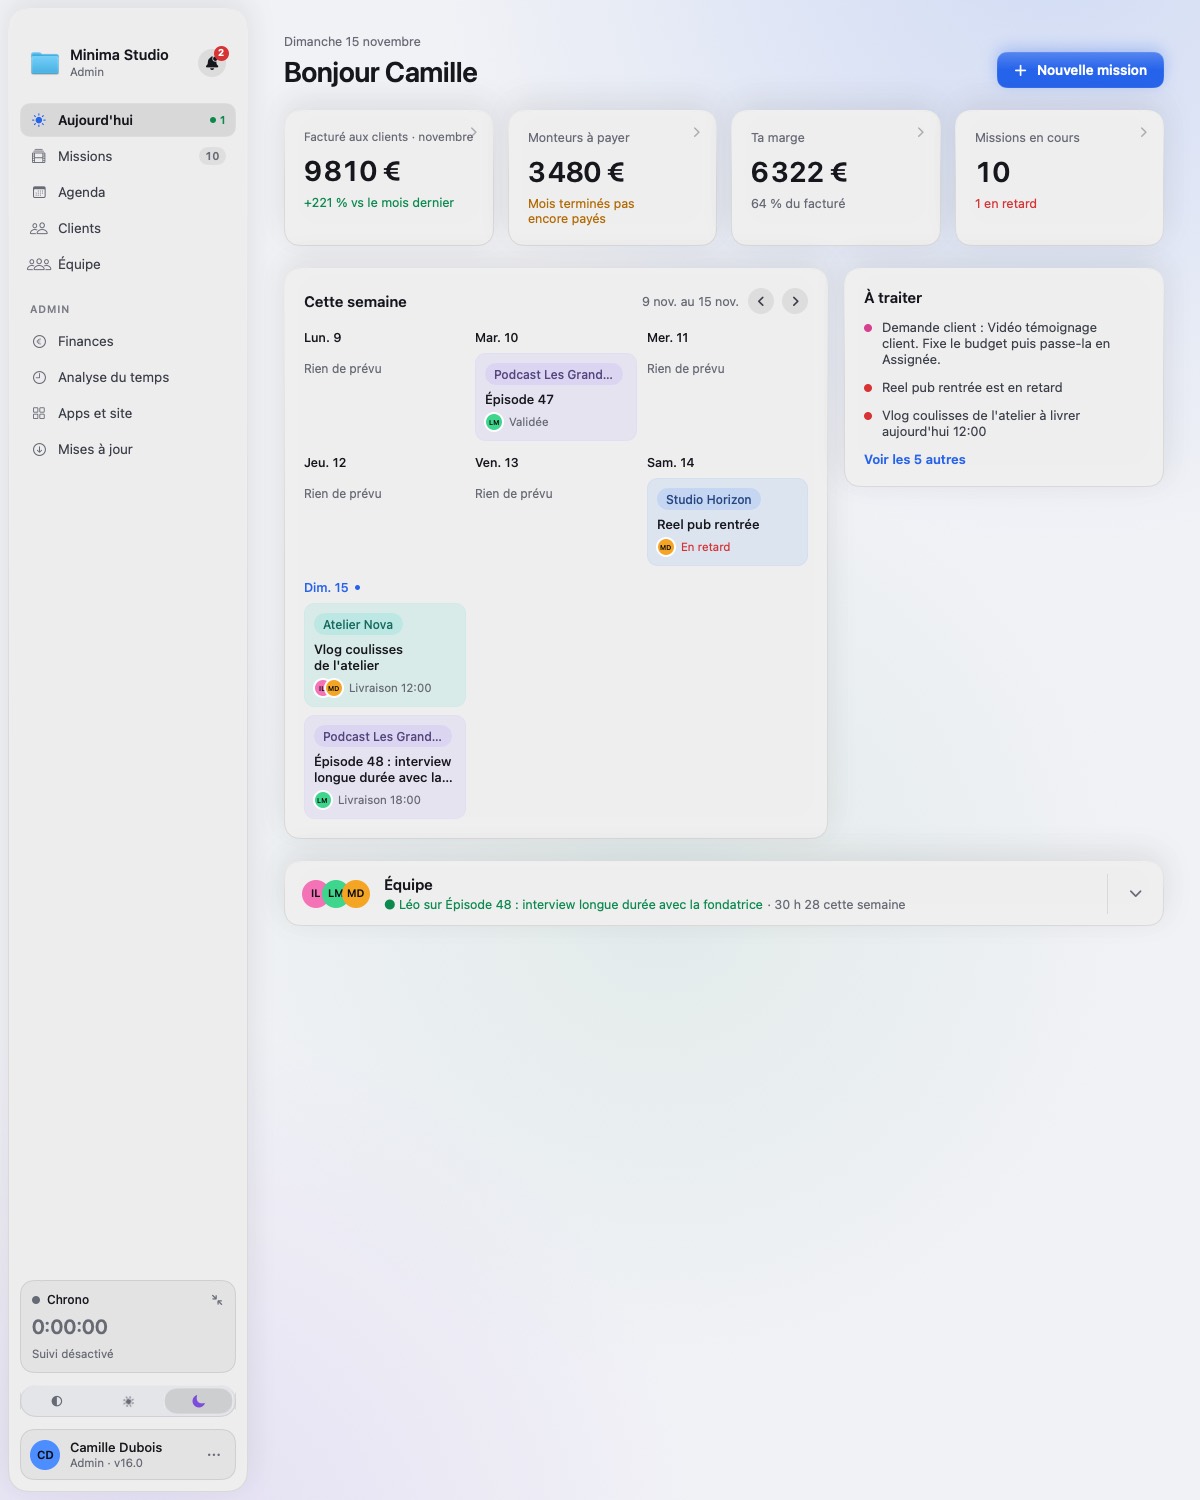 Minima Studio
Admin
2
Aujourd'hui
1
Missions
10
Agenda
Clients
Équipe
ADMIN
Finances
Analyse du temps
Apps et site
Mises à jour
Chrono
0:00:00
Suivi désactivé
CD
Camille Dubois
Admin · v16.0
Dimanche 15 novembre
Bonjour Camille
Nouvelle mission
Facturé aux clients · novembre
9 810 €
+221 % vs le mois dernier
Monteurs à payer
3 480 €
Mois terminés pas
encore payés
Ta marge
6 322 €
64 % du facturé
Missions en cours
10
1 en retard
Cette semaine
9 nov. au 15 nov.
Lun. 9
Rien de prévu
Mar. 10
Podcast Les Grand…
Épisode 47
LM Validée
Mer. 11
Rien de prévu
Jeu. 12
Rien de prévu
Ven. 13
Rien de prévu
Sam. 14
Studio Horizon
Reel pub rentrée
MD En retard
Dim. 15
Atelier Nova
Vlog coulisses
de l'atelier
IL MD Livraison 12:00
Podcast Les Grand…
Épisode 48 : interview
longue durée avec la…
LM Livraison 18:00
À traiter
Demande client : Vidéo témoignage
client. Fixe le budget puis passe-la en
Assignée.
Reel pub rentrée est en retard
Vlog coulisses de l'atelier à livrer
aujourd'hui 12:00
Voir les 5 autres
IL LM MD
Équipe
Léo sur Épisode 48 : interview longue durée avec la fondatrice · 30 h 28 cette semaine